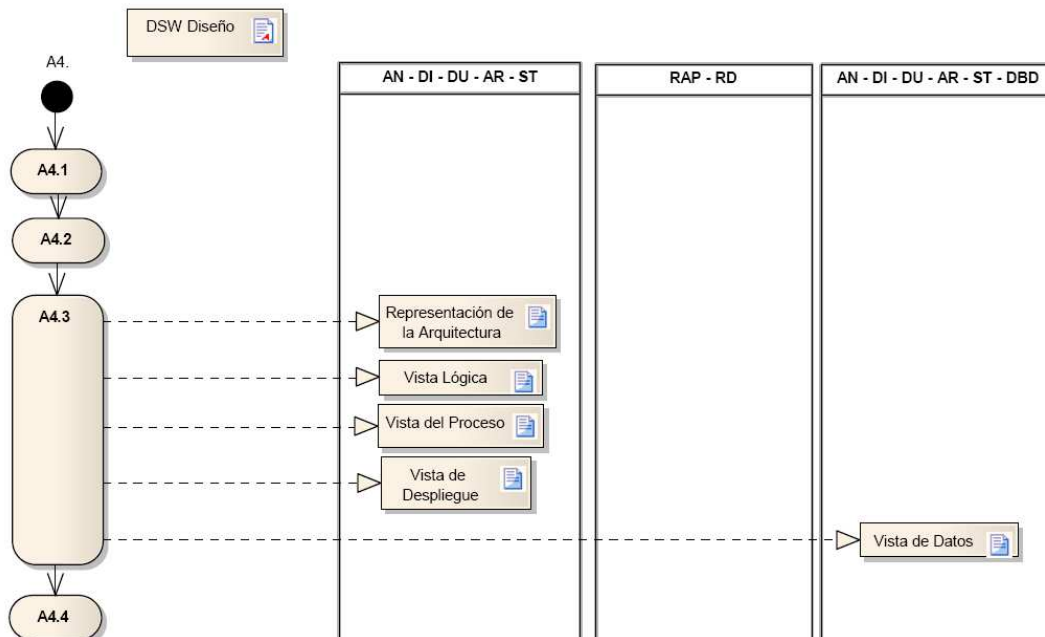 DSW Diseño
A4.
AN - DI - DU - AR - ST
RAP - RD
AN - DI - DU - AR - ST - DBD
A4.1
A4.2
A4.3
Representación de
la Arquitectura
Vista Lógica
Vista del Proceso
Vista de
Despliegue
Vista de Datos
A4.4